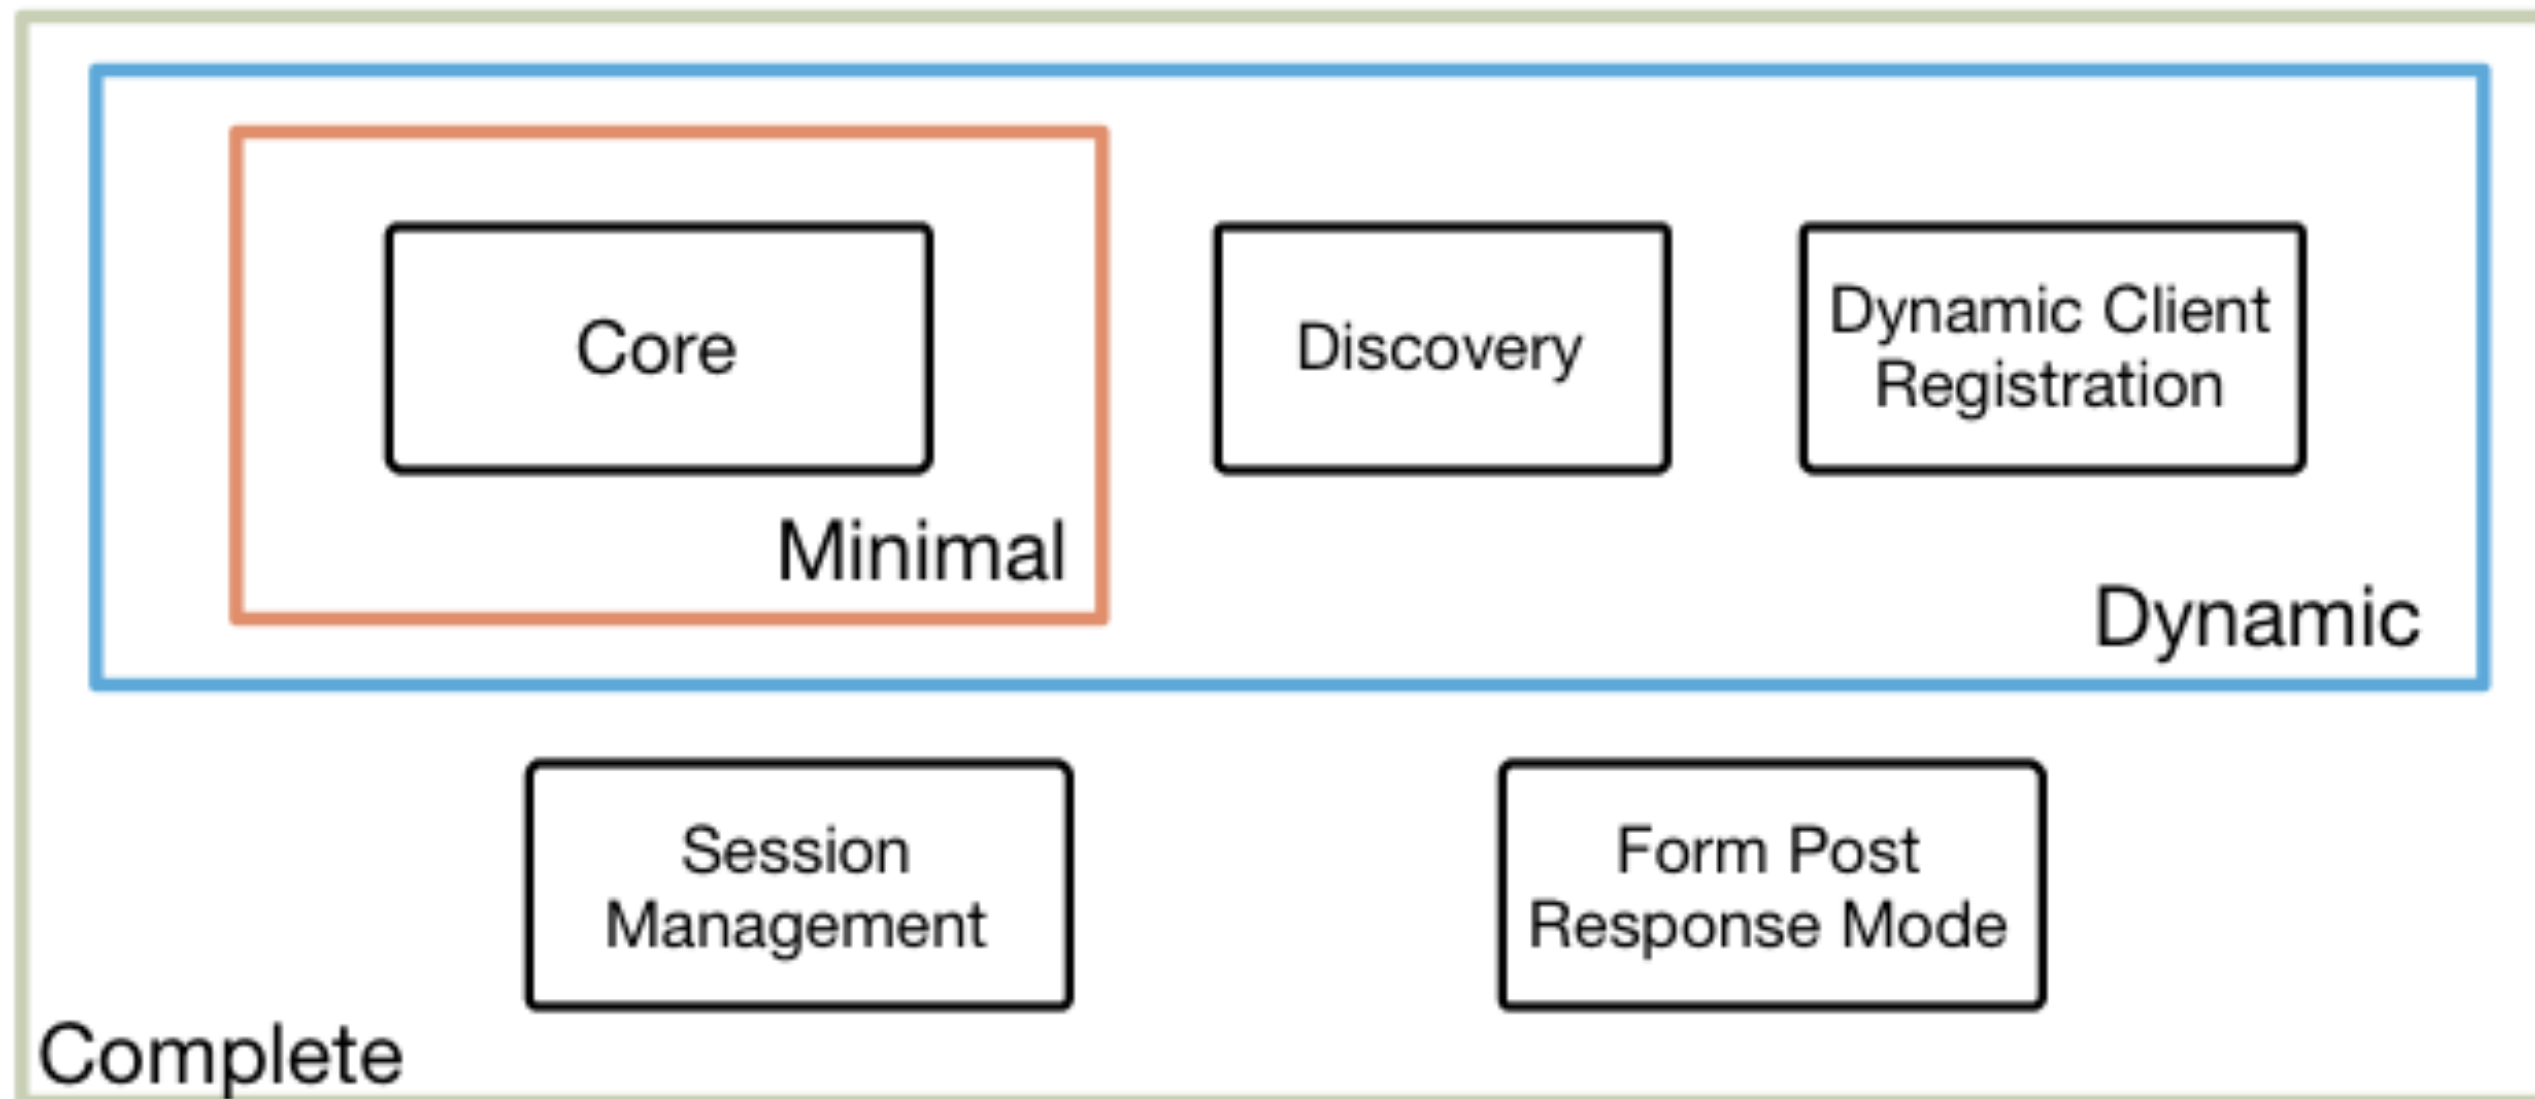 Core
Discovery
Dynamic Client
Registration
Minimal
Dynamic
Session
Management
Form Post
Response Mode
Complete